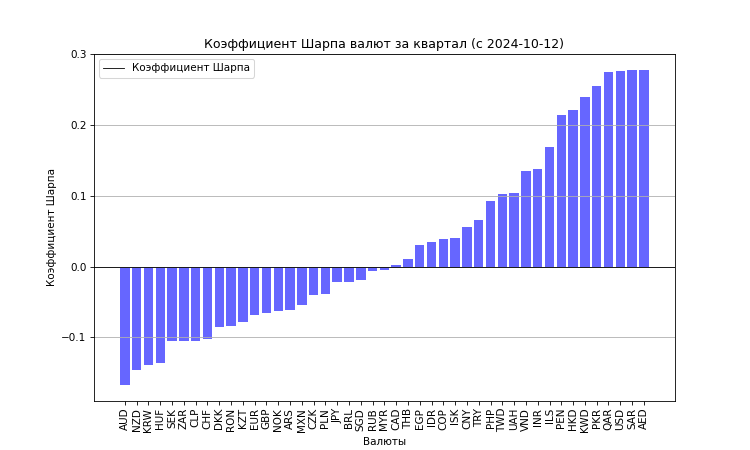 Коэффициент Шарпа валют за квартал (с 2024-10-12)
Коэффициент Шарпа
Коэффициент Шарпа
0.3
0.2
0.1
0.0
−0.1
AUD
NZD
KRW
HUF
SEK
ZAR
CLP
CHF
DKK
RON
KZT
EUR
GBP
NOK
ARS
MXN
CZK
PLN
JPY
BRL
SGD
RUB
MYR
CAD
THB
EGP
IDR
COP
ISK
CNY
TRY
PHP
TWD
UAH
VND
INR
ILS
PEN
HKD
KWD
PKR
QAR
USD
SAR
AED
Валюты